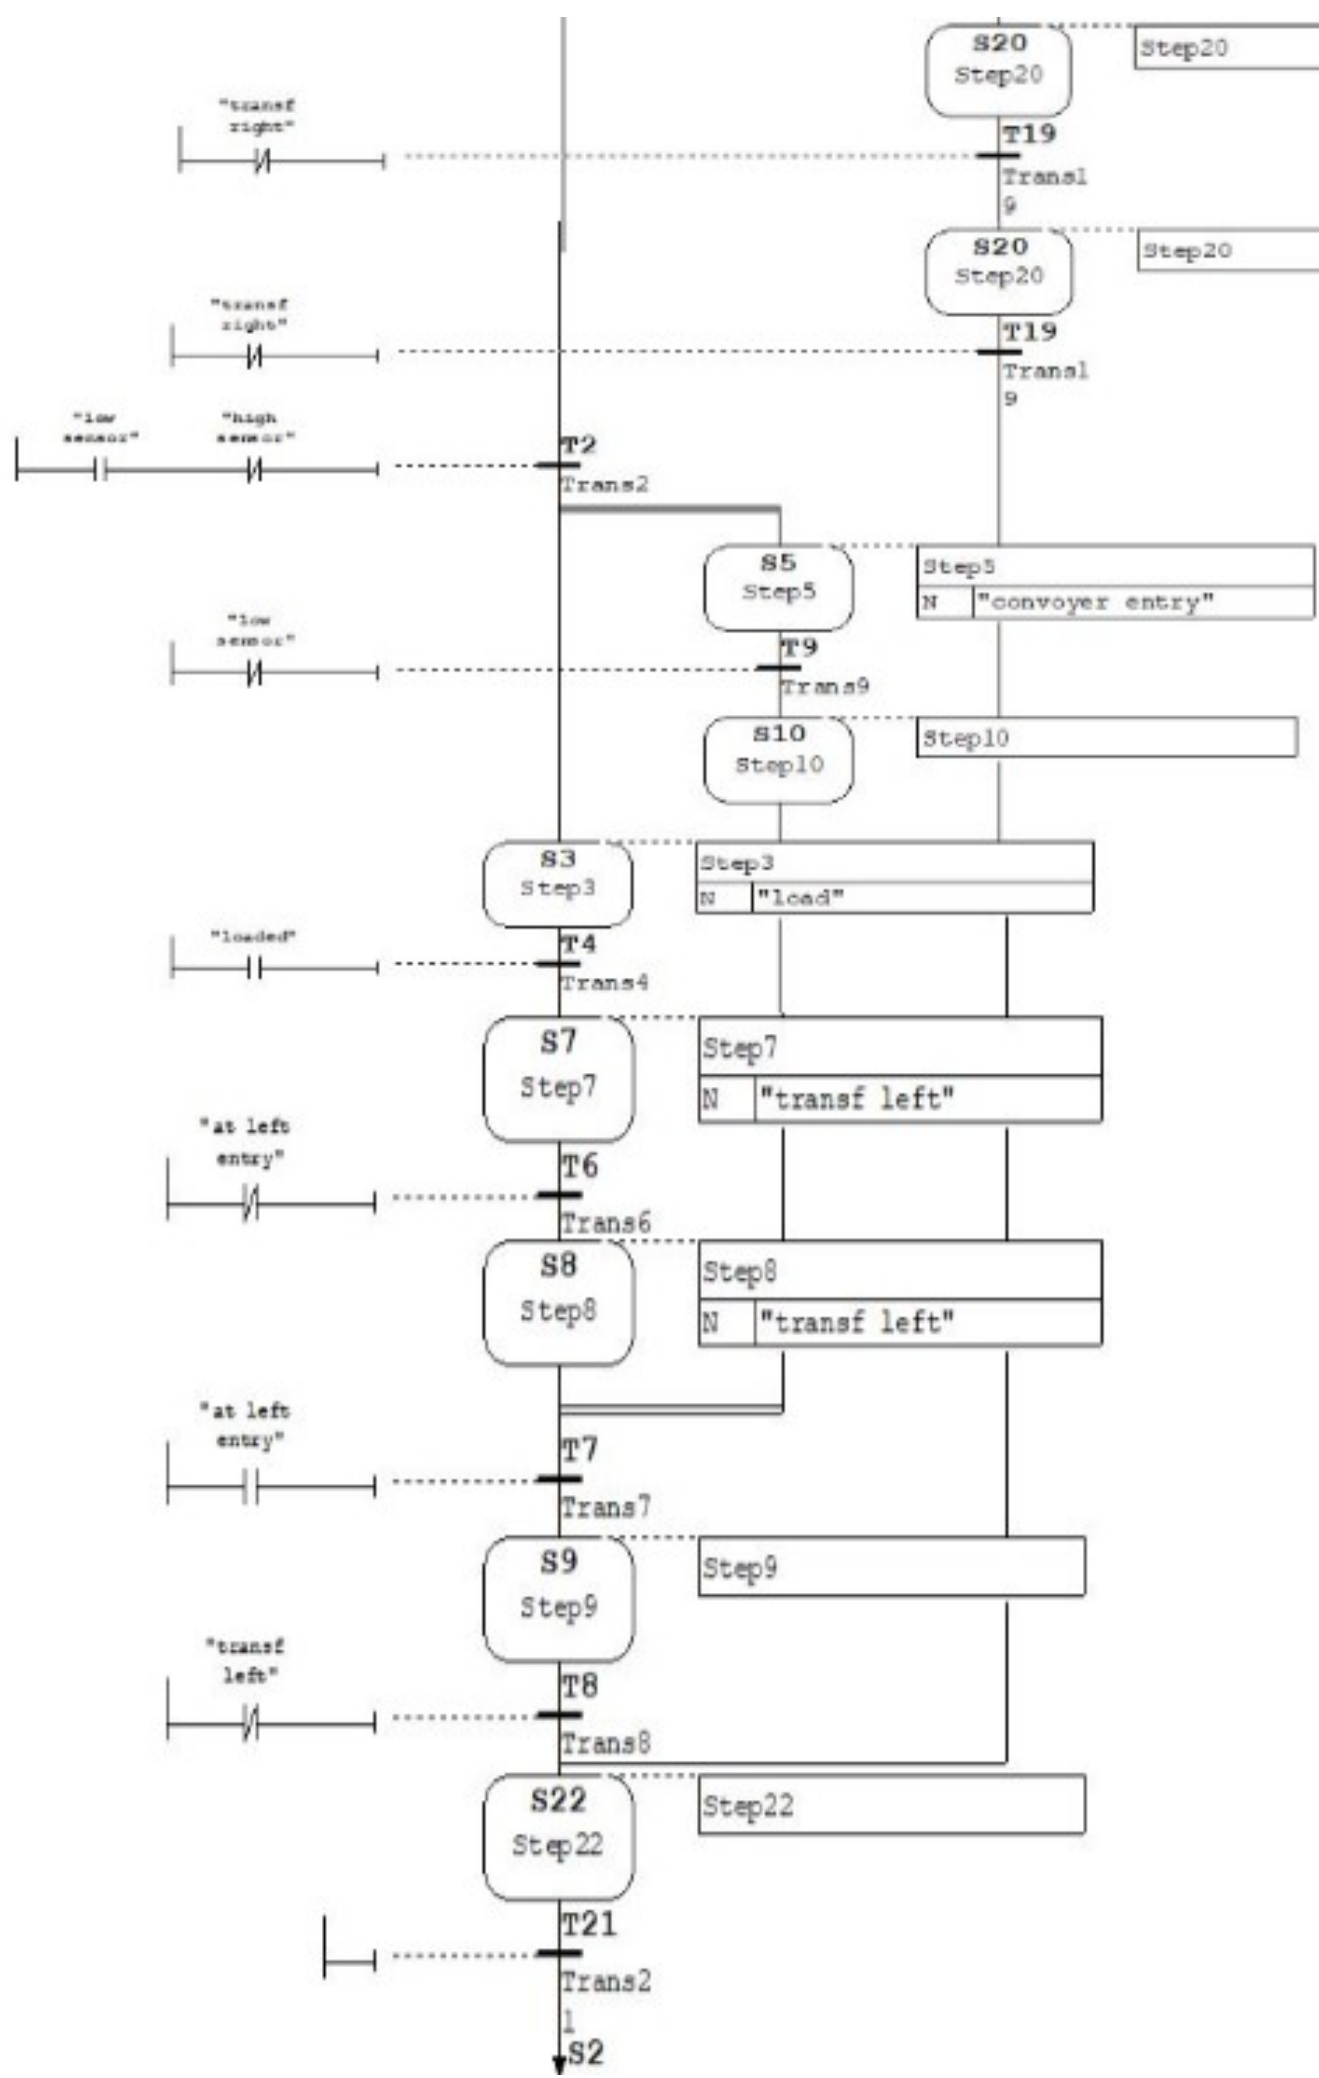 S20
Step20
Step20
"transf
right"
T19
Trans1
9
S20
Step20
Step20
"transf
right"
T19
Trans1
9
"low
sensor"
"high
sensor"
T2
Trans2
S5
Step5
Step5
N "convoyer entry"
"low
sensor"
T9
Trans9
S10
Step10
Step10
S3
Step3
Step3
N "load"
"loaded"
T4
Trans4
S7
Step7
Step7
N "transf left"
"at left
entry"
T6
Trans6
S8
Step8
Step8
N "transf left"
"at left
entry"
T7
Trans7
S9
Step9
Step9
"transf
left"
T8
Trans8
S22
Step22
Step22
T21
Trans2
1
S2